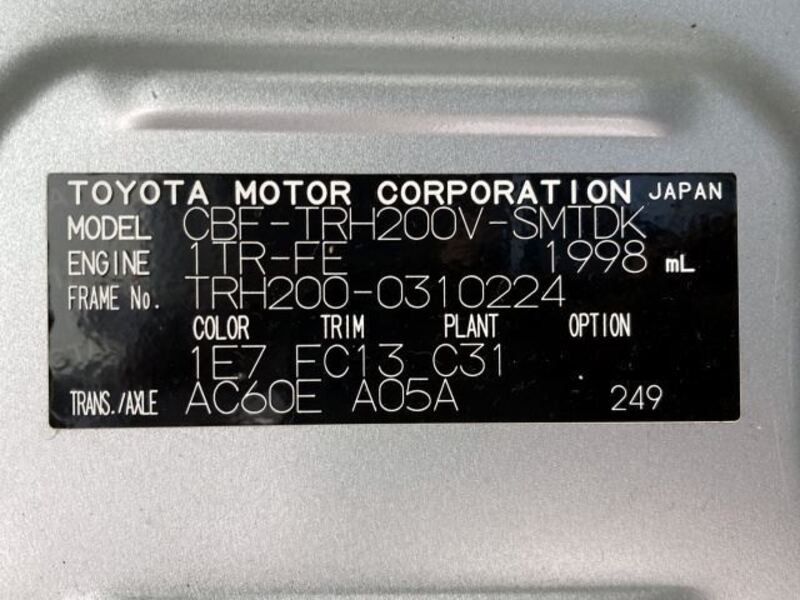 TOYOTA MOTOR CORPORATION JAPAN
MODEL CBF-TRH200V-SMTDK
ENGINE 1TR-FE 1998 mL
FRAME No. TRH200-0310224
COLOR TRIM PLANT OPTION
1E7 FC13 C31
TRANS./AXLE AC60E A05A 249